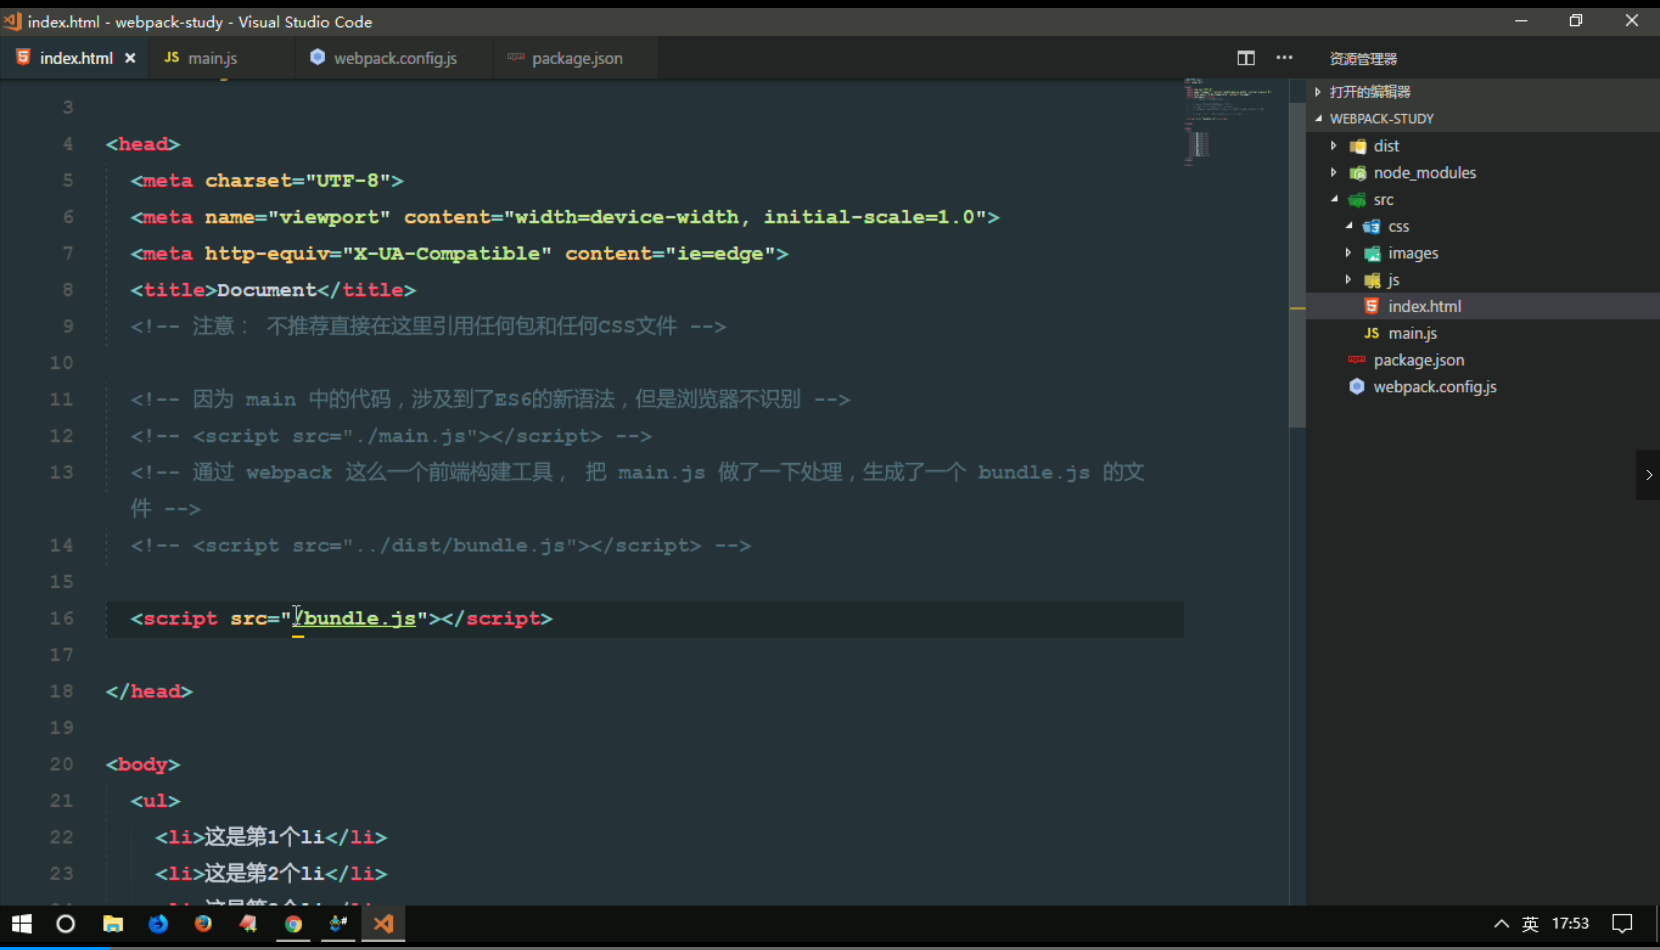 index.html - webpack-study - Visual Studio Code
index.html
JS main.js
webpack.config.js
package.json
资源管理器
打开的编辑器
WEBPACK-STUDY
dist
node_modules
src
css
images
js
index.html
JS main.js
package.json
webpack.config.js
3
4 <head>
5 <meta charset="UTF-8">
6 <meta name="viewport" content="width=device-width, initial-scale=1.0">
7 <meta http-equiv="X-UA-Compatible" content="ie=edge">
8 <title>Document</title>
9 <!-- 注意： 不推荐直接在这里引用任何包和任何CSS文件 -->
10
11 <!-- 因为 main 中的代码，涉及到了ES6的新语法，但是浏览器不识别 -->
12 <!-- <script src="./main.js"></script> -->
13 <!-- 通过 webpack 这么一个前端构建工具， 把 main.js 做了一下处理，生成了一个 bundle.js 的文
件 -->
14 <!-- <script src="../dist/bundle.js"></script> -->
15
16 <script src="/bundle.js"></script>
17
18 </head>
19
20 <body>
21 <ul>
22 <li>这是第1个li</li>
23 <li>这是第2个li</li>
英
17:53